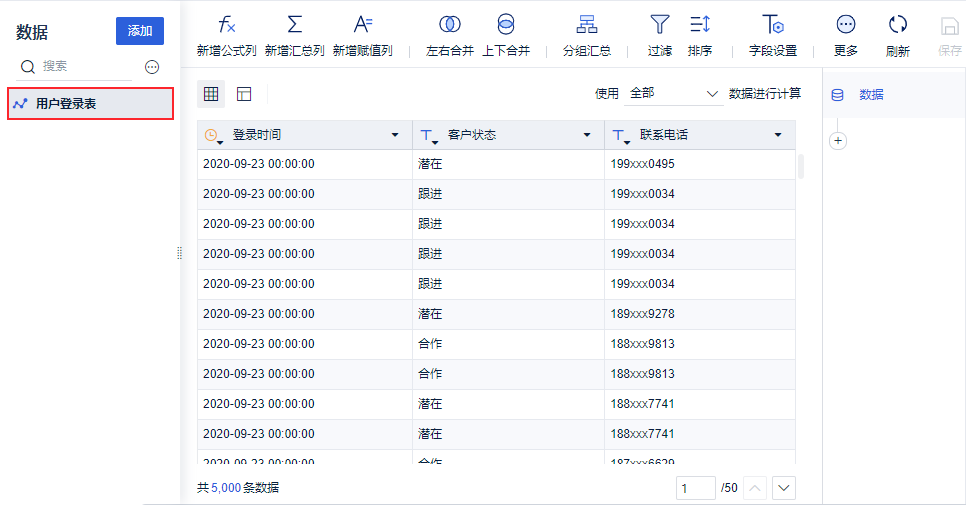 数据
添加
搜索
用户登录表
新增公式列 新增汇总列 新增赋值列 左右合并 上下合并 分组汇总 过滤 排序 字段设置 更多 刷新 保存
使用 全部 数据进行计算
登录时间 客户状态 联系电话
2020-09-23 00:00:00 潜在 199xxx0495
2020-09-23 00:00:00 跟进 199xxx0034
2020-09-23 00:00:00 跟进 199xxx0034
2020-09-23 00:00:00 跟进 199xxx0034
2020-09-23 00:00:00 跟进 199xxx0034
2020-09-23 00:00:00 潜在 189xxx9278
2020-09-23 00:00:00 合作 188xxx9813
2020-09-23 00:00:00 合作 188xxx9813
2020-09-23 00:00:00 潜在 188xxx7741
2020-09-23 00:00:00 潜在 188xxx7741
2020-09-23 00:00:00 合作 187xxx6629
共 5,000 条数据
1 /50
数据